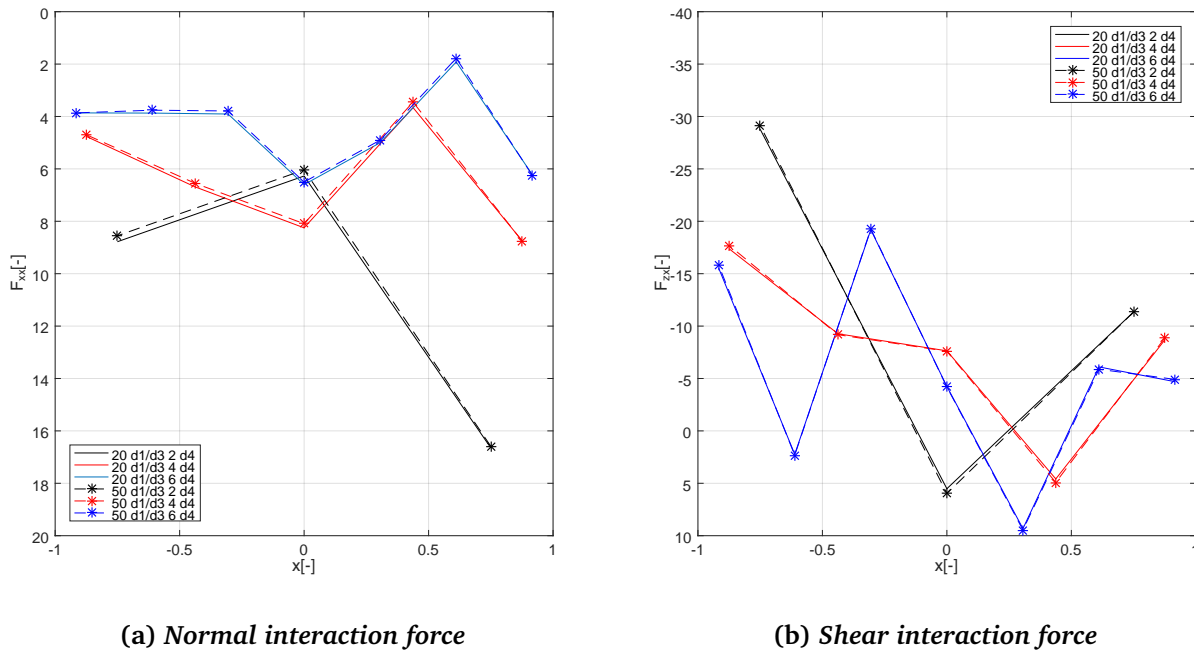 0
2
4
6
8
10
12
14
16
18
20
-1
-0.5
0
0.5
1
x[-]
F_xx[-]
20 d1/d3 2 d4
20 d1/d3 4 d4
20 d1/d3 6 d4
50 d1/d3 2 d4
50 d1/d3 4 d4
50 d1/d3 6 d4
(a) Normal interaction force
-40
-35
-30
-25
-20
-15
-10
-5
0
5
10
-1
-0.5
0
0.5
1
x[-]
F_zx[-]
20 d1/d3 2 d4
20 d1/d3 4 d4
20 d1/d3 6 d4
50 d1/d3 2 d4
50 d1/d3 4 d4
50 d1/d3 6 d4
(b) Shear interaction force